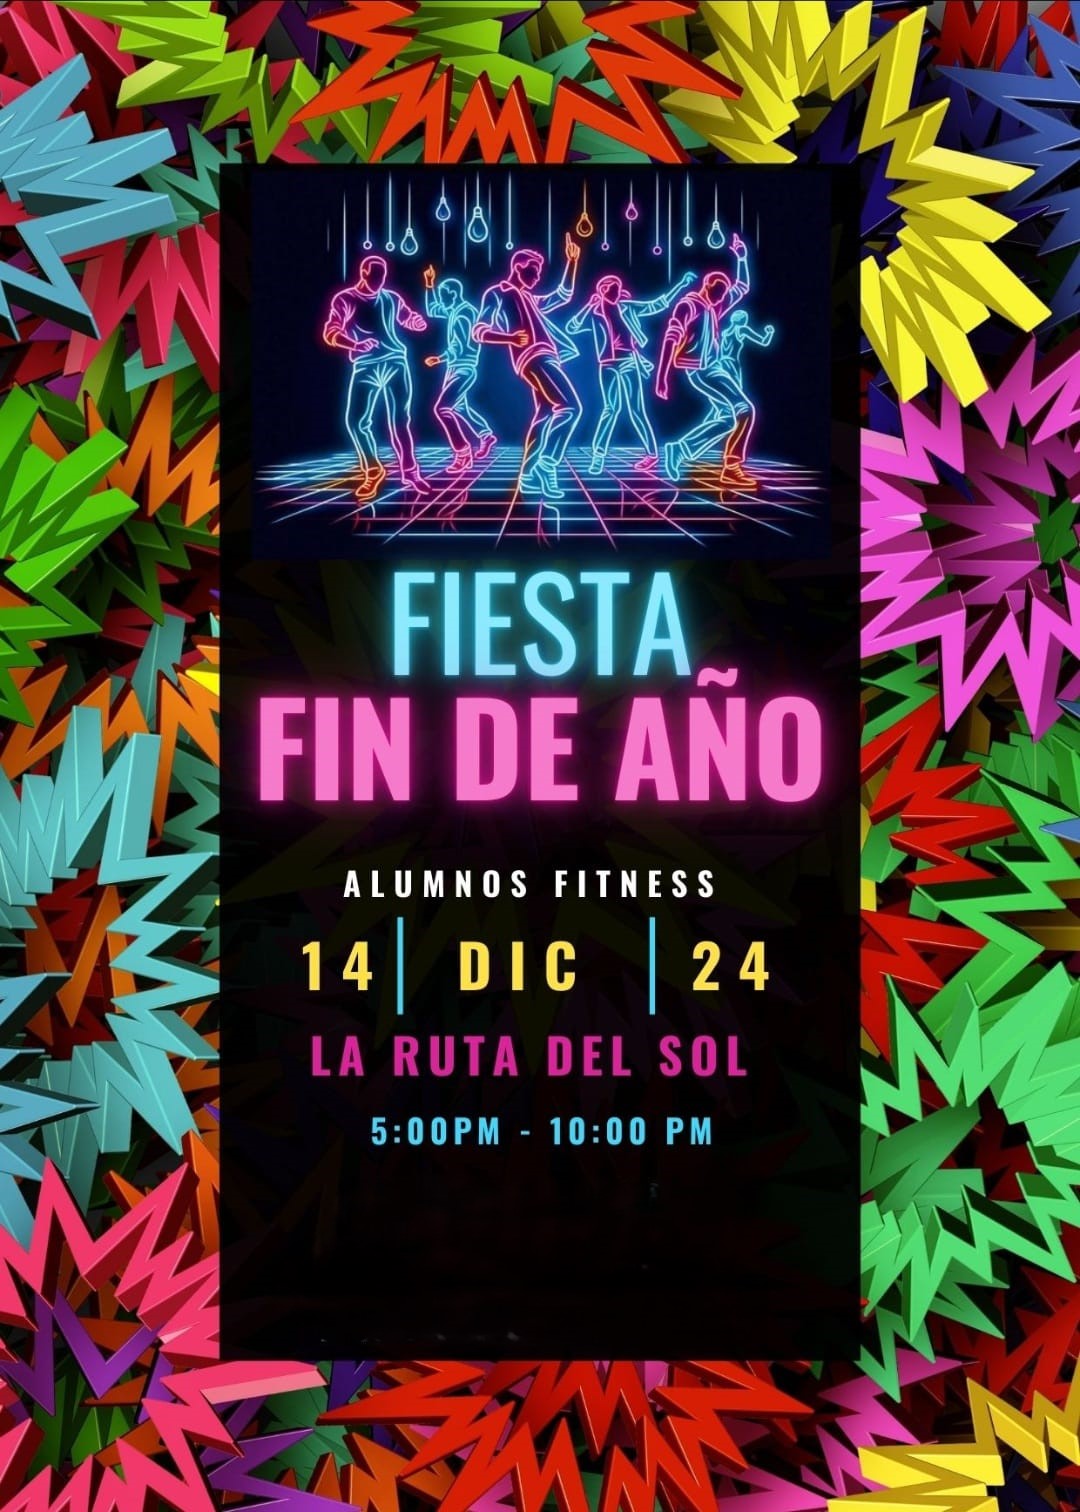 FIESTA
FIN DE AÑO
ALUMNOS FITNESS
14 | DIC | 24
LA RUTA DEL SOL
5:00PM - 10:00 PM